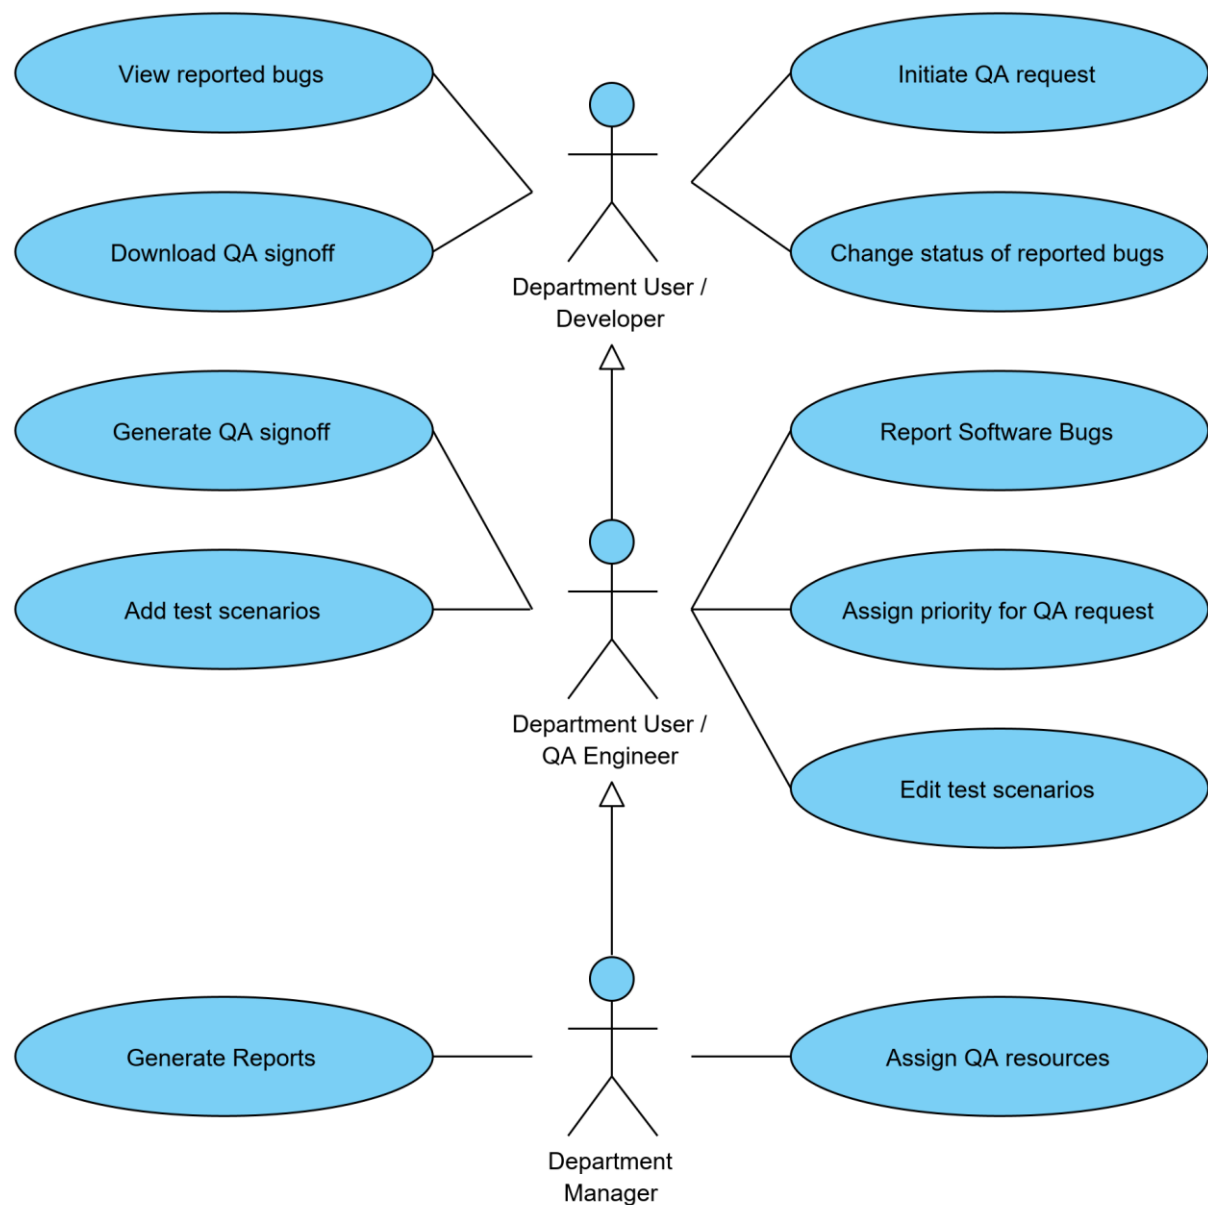 View reported bugs
Initiate QA request
Download QA signoff
Change status of reported bugs
Department User /
Developer
Generate QA signoff
Report Software Bugs
Add test scenarios
Assign priority for QA request
Department User /
QA Engineer
Edit test scenarios
Generate Reports
Assign QA resources
Department
Manager